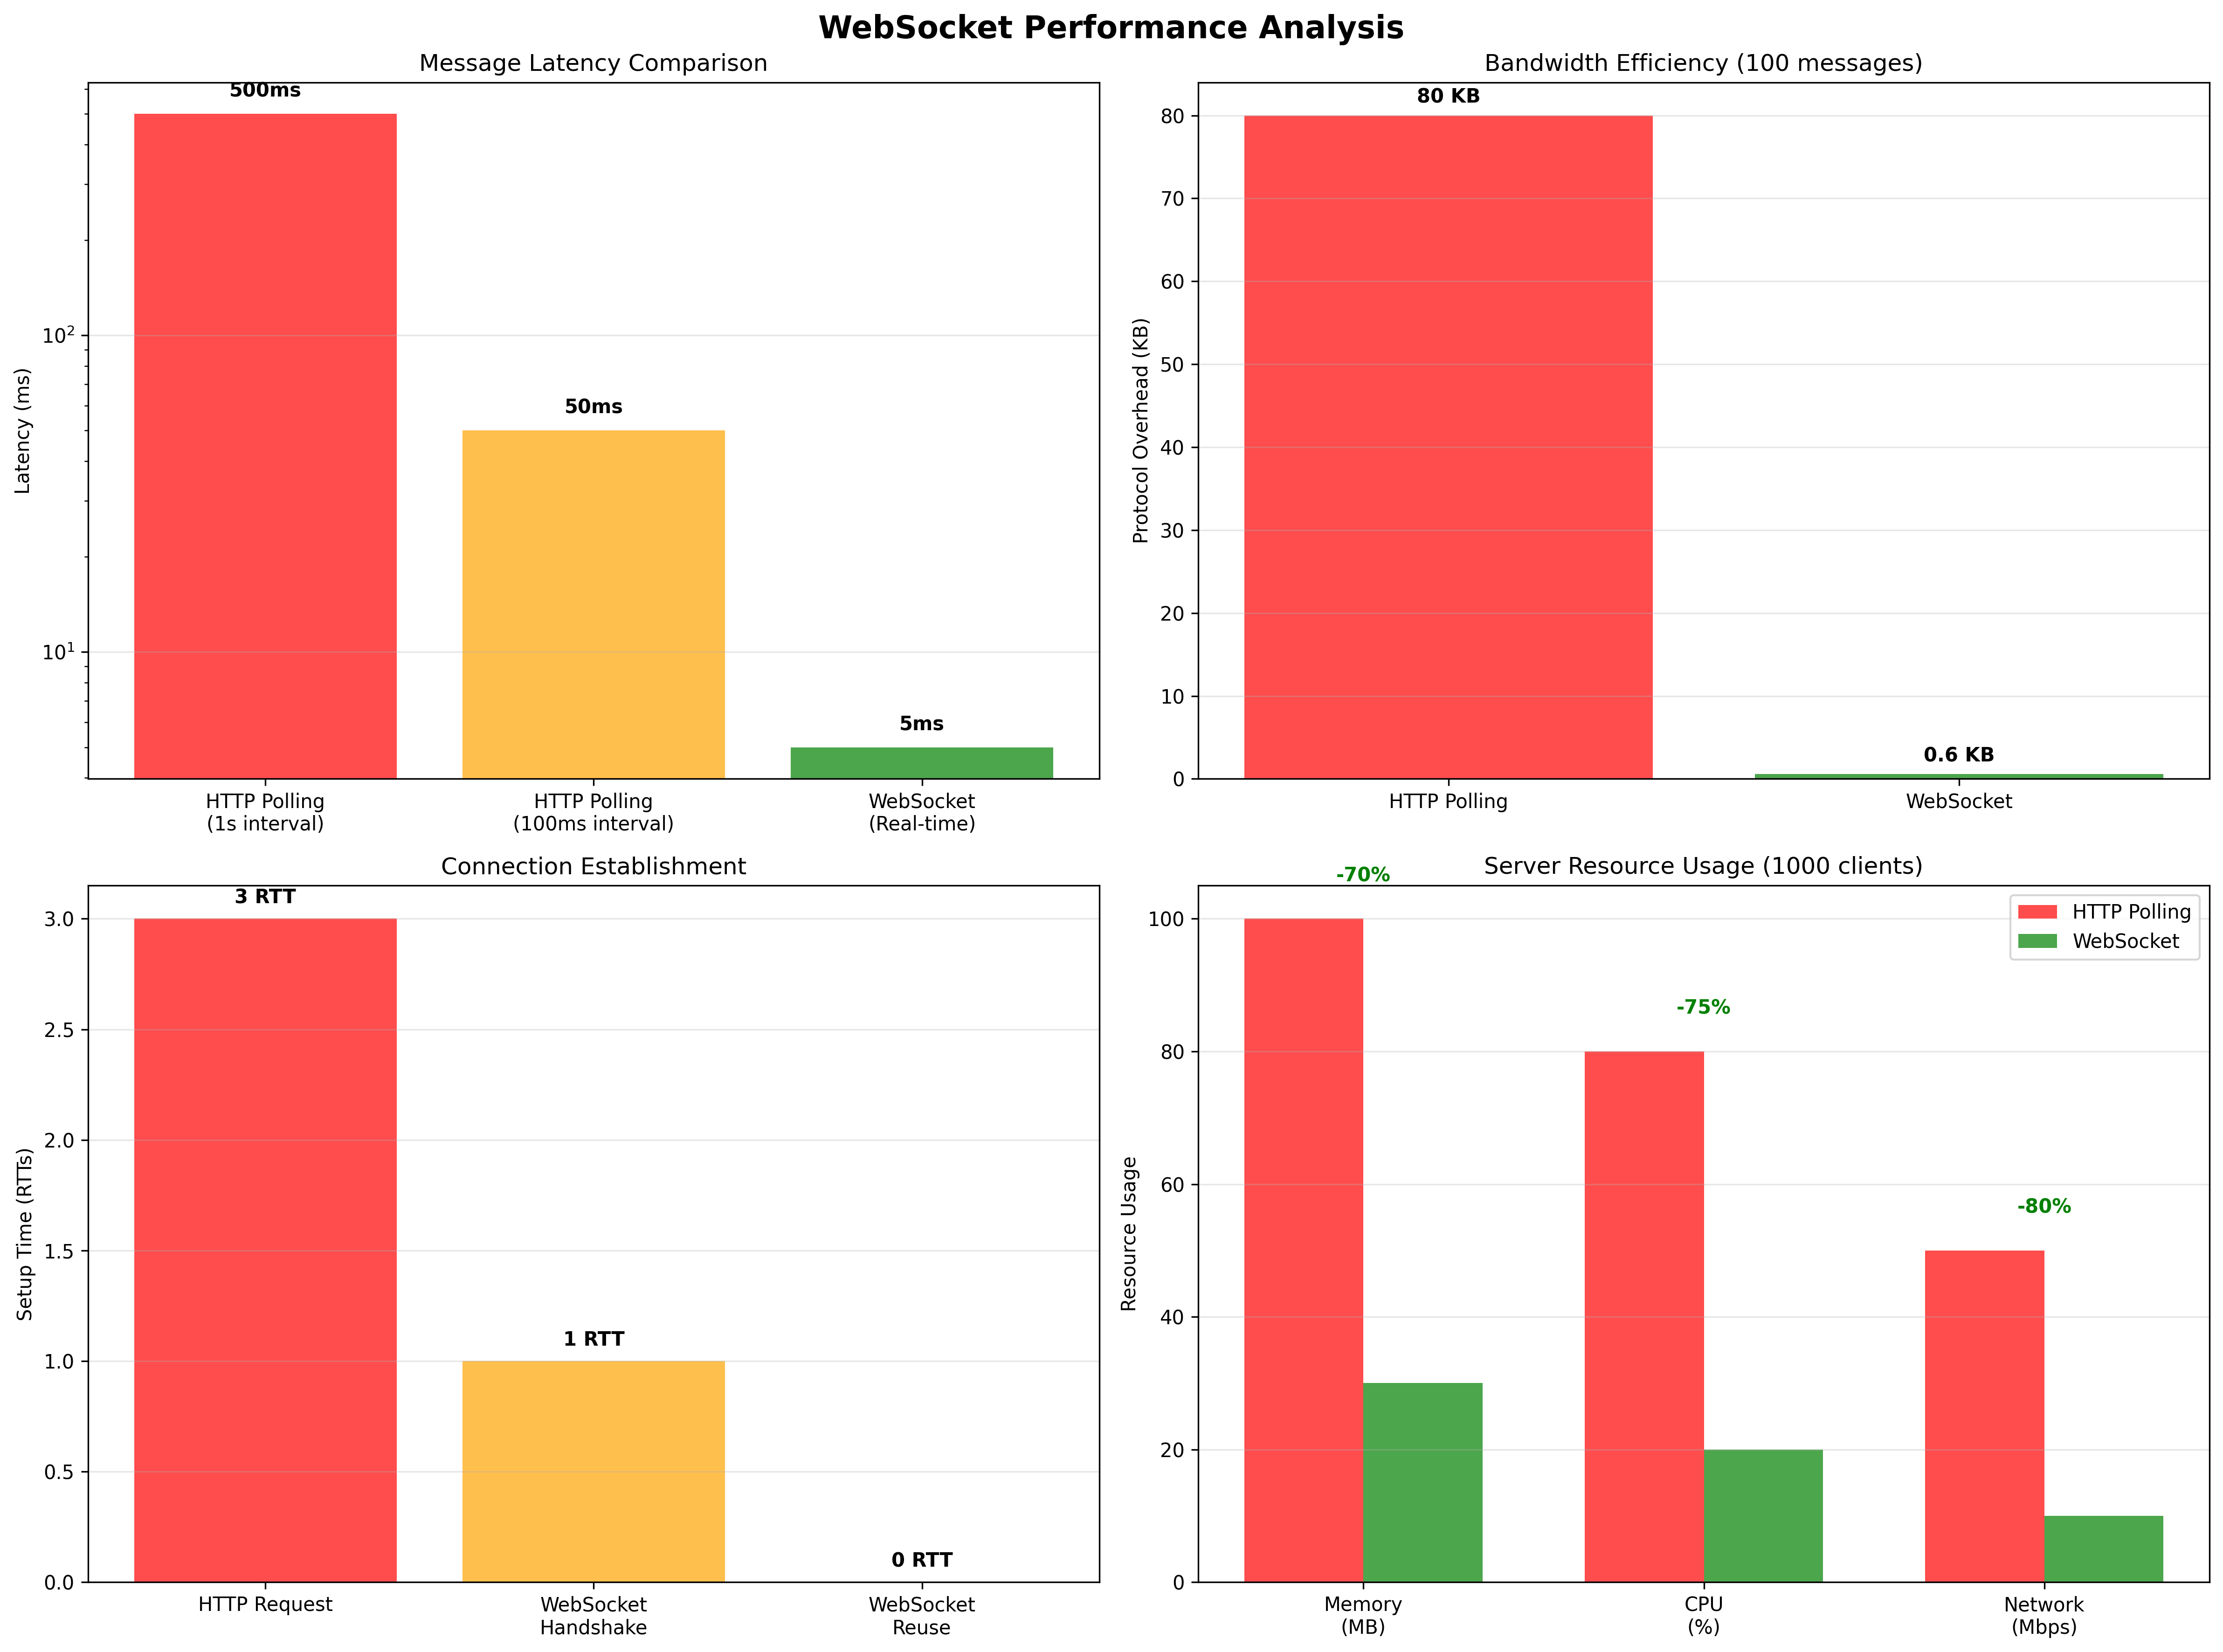 WebSocket Performance Analysis
Message Latency Comparison
500ms
50ms
5ms
10²
10¹
Latency (ms)
HTTP Polling
(1s interval)
HTTP Polling
(100ms interval)
WebSocket
(Real-time)
Bandwidth Efficiency (100 messages)
80 KB
0.6 KB
80
70
60
50
40
30
20
10
0
Protocol Overhead (KB)
HTTP Polling
WebSocket
Connection Establishment
3 RTT
1 RTT
0 RTT
3.0
2.5
2.0
1.5
1.0
0.5
0.0
Setup Time (RTTs)
HTTP Request
WebSocket
Handshake
WebSocket
Reuse
Server Resource Usage (1000 clients)
-70%
-75%
-80%
HTTP Polling
WebSocket
100
80
60
40
20
0
Resource Usage
Memory
(MB)
CPU
(%)
Network
(Mbps)